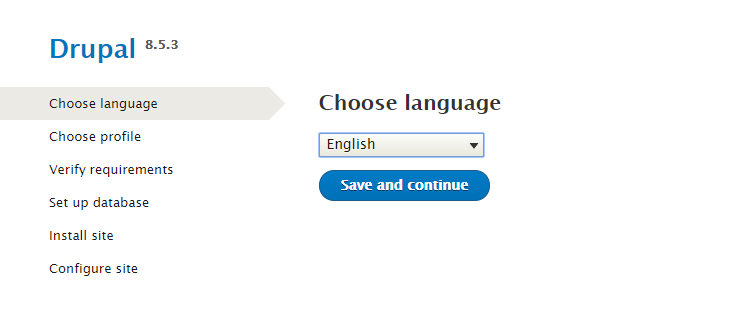 Drupal 8.5.3
Choose language
Choose profile
Verify requirements
Set up database
Install site
Configure site
Choose language
English
Save and continue